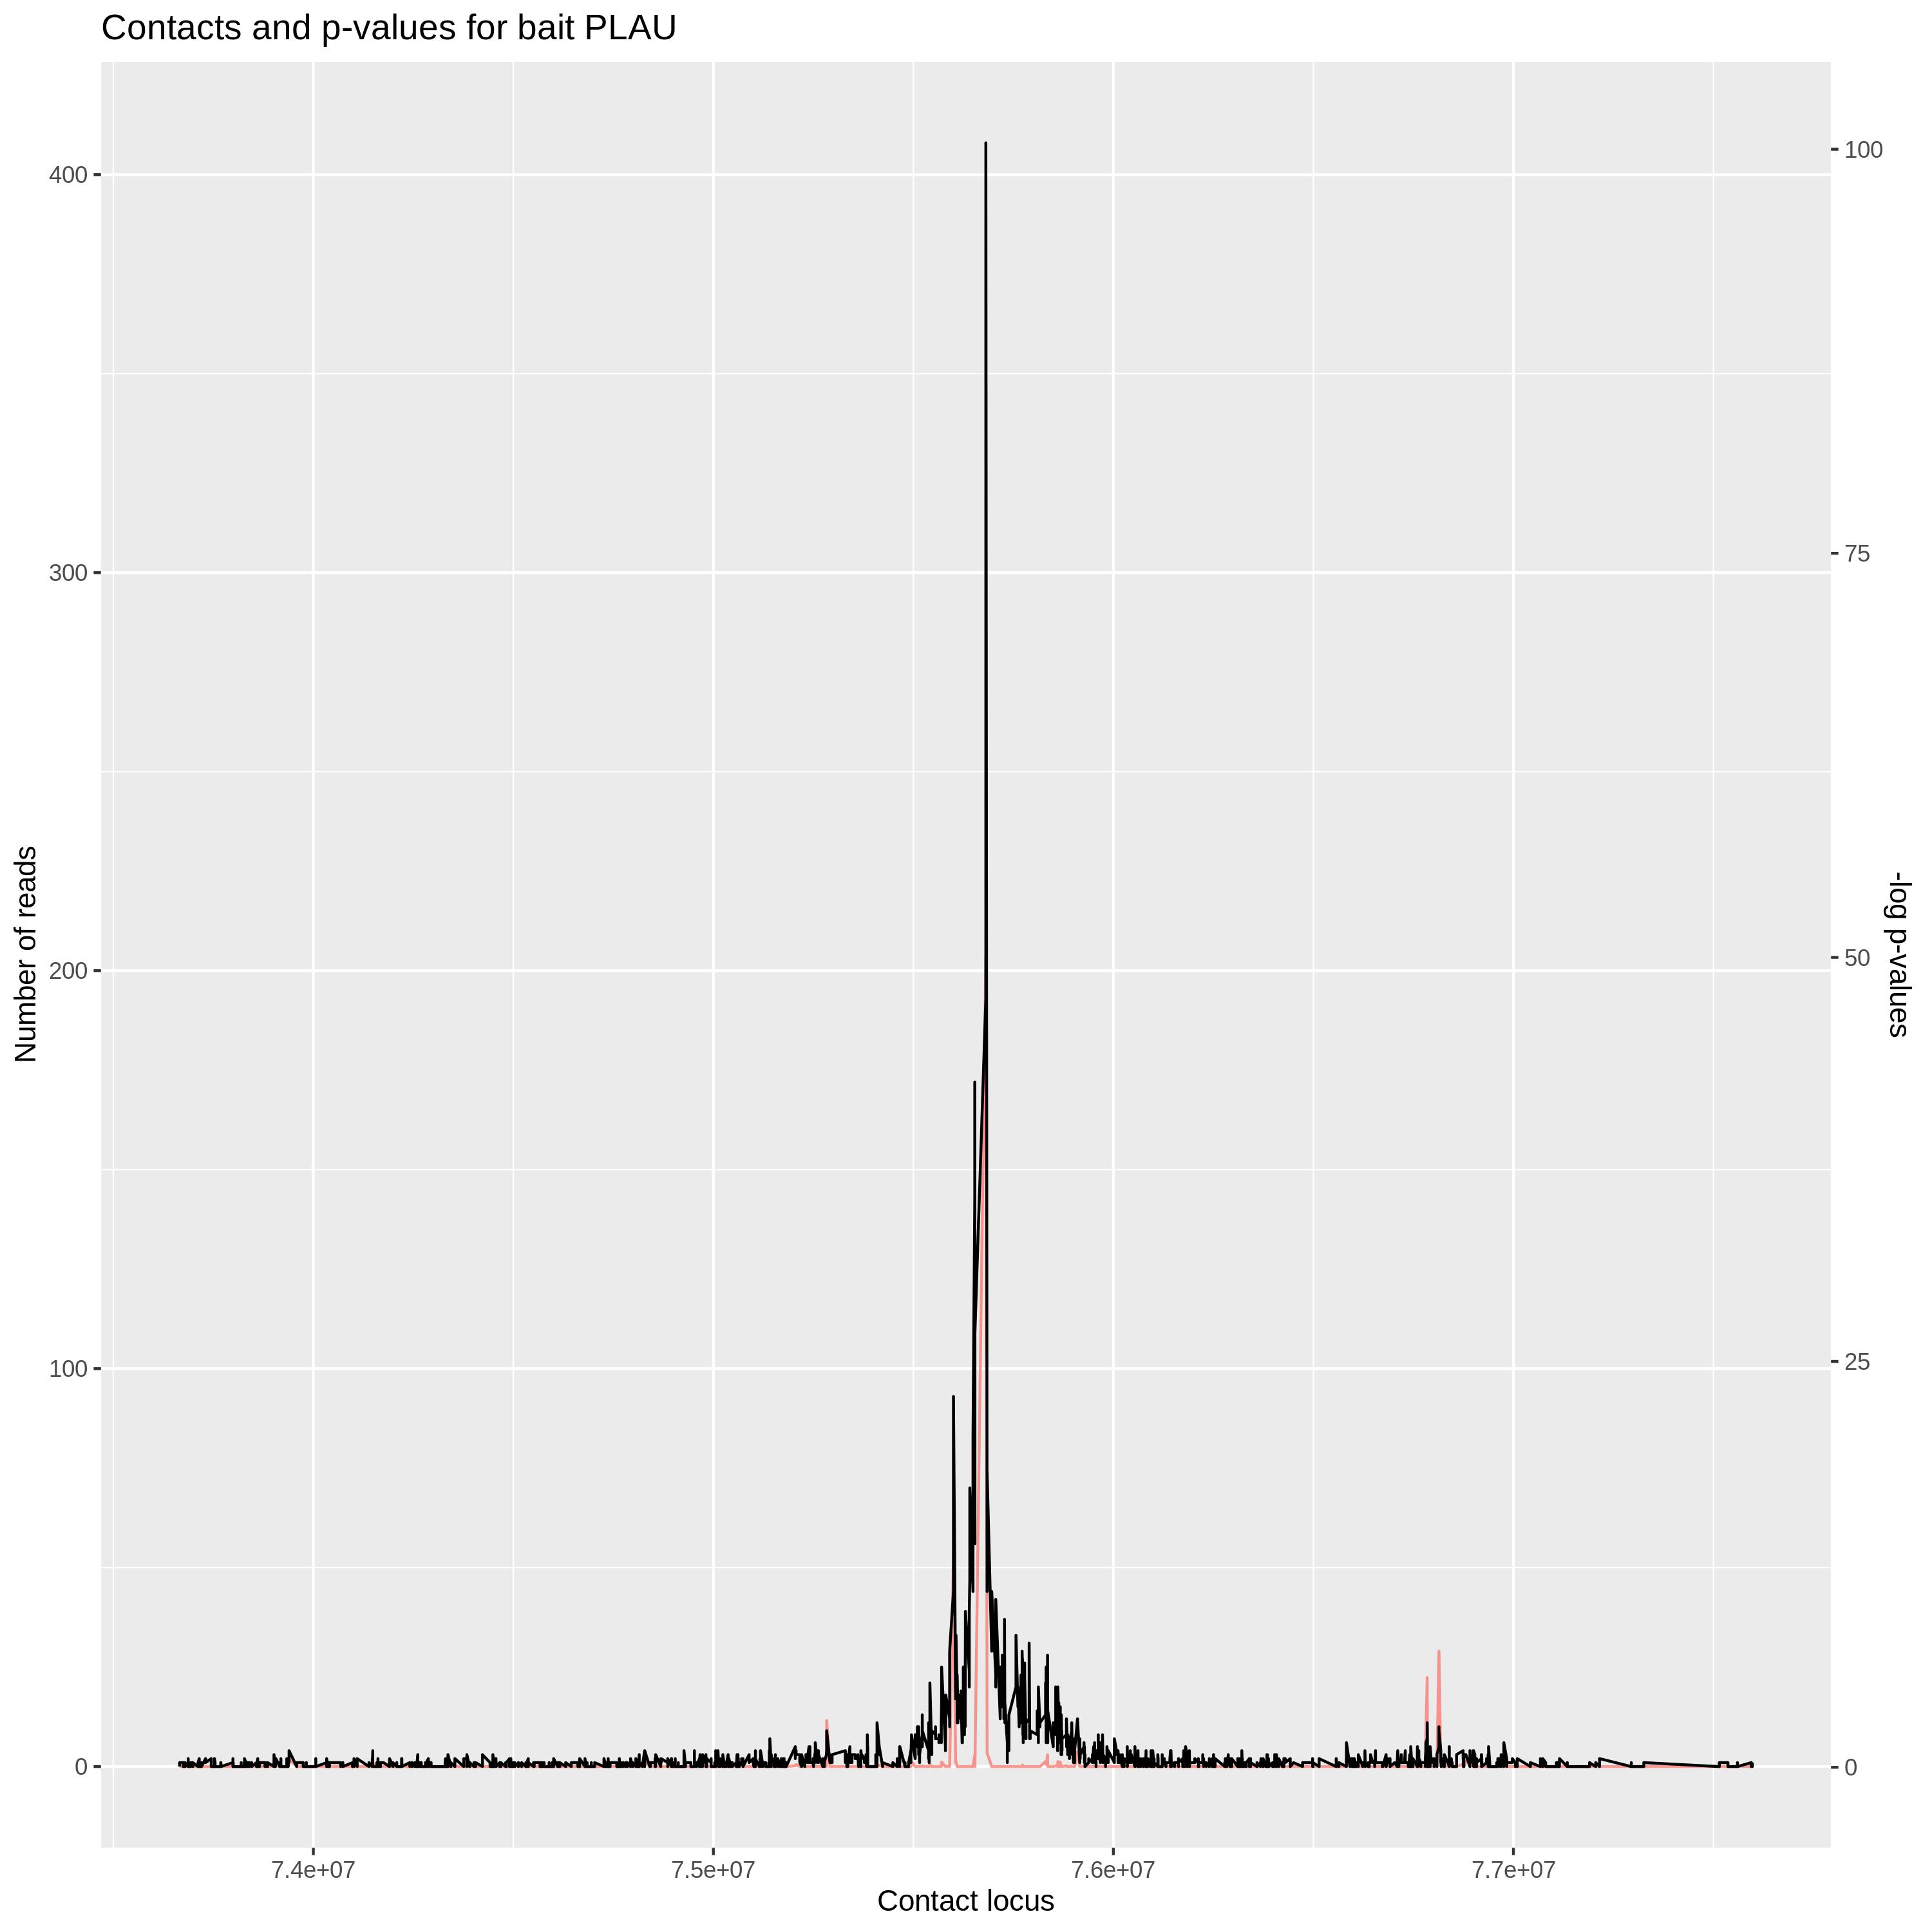 Contacts and p-values for bait PLAU
400
300
200
100
0
Number of reads
100
75
50
25
0
-log p-values
7.4e+07
7.5e+07
7.6e+07
7.7e+07
Contact locus